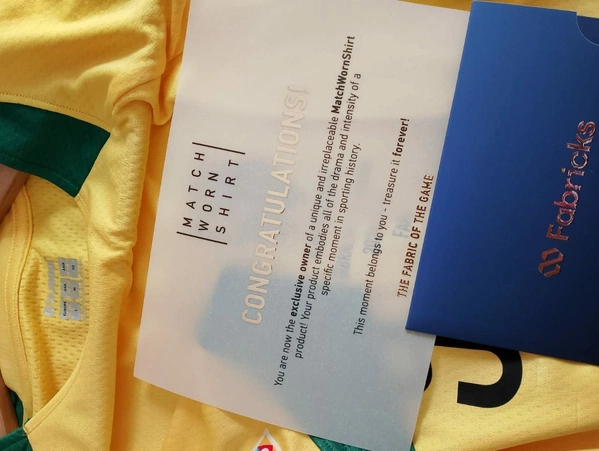 MATCH
WORN
SHIRT
CONGRATULATIONS!
You are now the exclusive owner of a unique and irreplaceable MatchWornShirt
product! Your product embodies all of the drama and intensity of a
specific moment in sporting history.
This moment belongs to you - treasure it forever!
THE FABRIC OF THE GAME
Fabricks